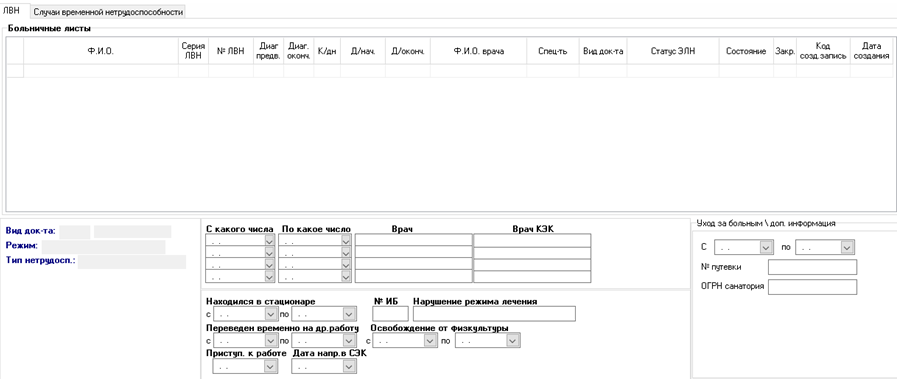 ЛВН Случаи временной нетрудоспособности
Больничные листы
Ф.И.О. Серия ЛВН № ЛВН Диаг предв. Диаг. оконч. К/дн Д/нач. Д/оконч. Ф.И.О. врача Спец-ть Вид док-та Статус ЭЛН Состояние Закр. Код созд.запись Дата создания
Вид док-та:
Режим:
Тип нетрудосп.:
С какого числа По какое число Врач Врач КЭК
. . . .
. . . .
. . . .
. . . .
Находился в стационаре № ИБ Нарушение режима лечения
с . . по . .
Переведен временно на др.работу Освобождение от физкультуры
с . . по . . с . . по . .
Приступ. к работе Дата напр.в СЭК
. . . .
Уход за больным \ доп. информация
С . . по . .
№ путевки
ОГРН санатория